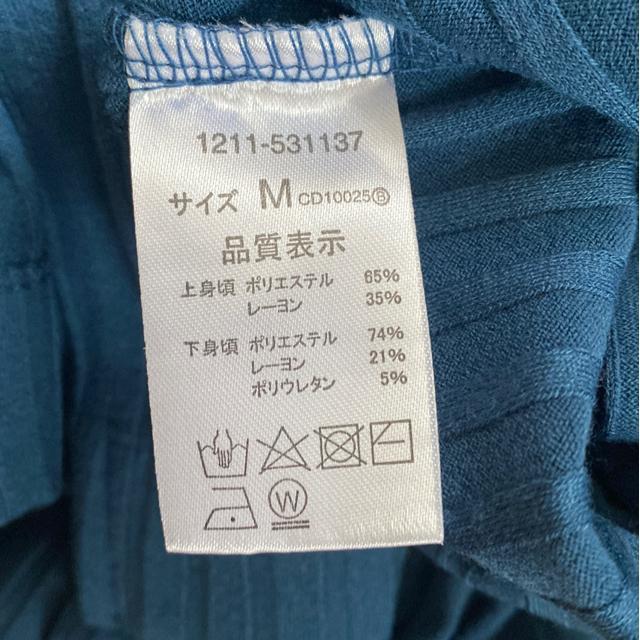 1211-531137
サイズ M CD10025Ⓑ
品質表示
上身頃 ポリエステル 65%
レーヨン 35%
下身頃 ポリエステル 74%
レーヨン 21%
ポリウレタン 5%
W